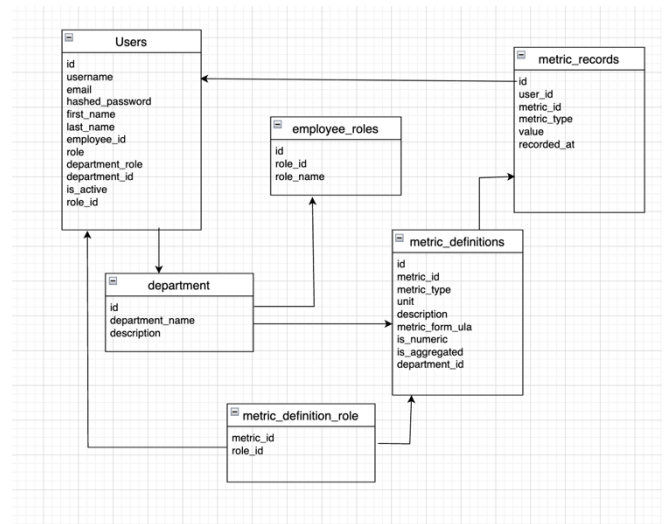 Users
id
username
email
hashed_password
first_name
last_name
employee_id
role
department_role
department_id
is_active
role_id
metric_records
id
user_id
metric_id
metric_type
value
recorded_at
employee_roles
id
role_id
role_name
metric_definitions
id
metric_id
metric_type
unit
description
metric_form_ula
is_numeric
is_aggregated
department_id
department
id
department_name
description
metric_definition_role
metric_id
role_id